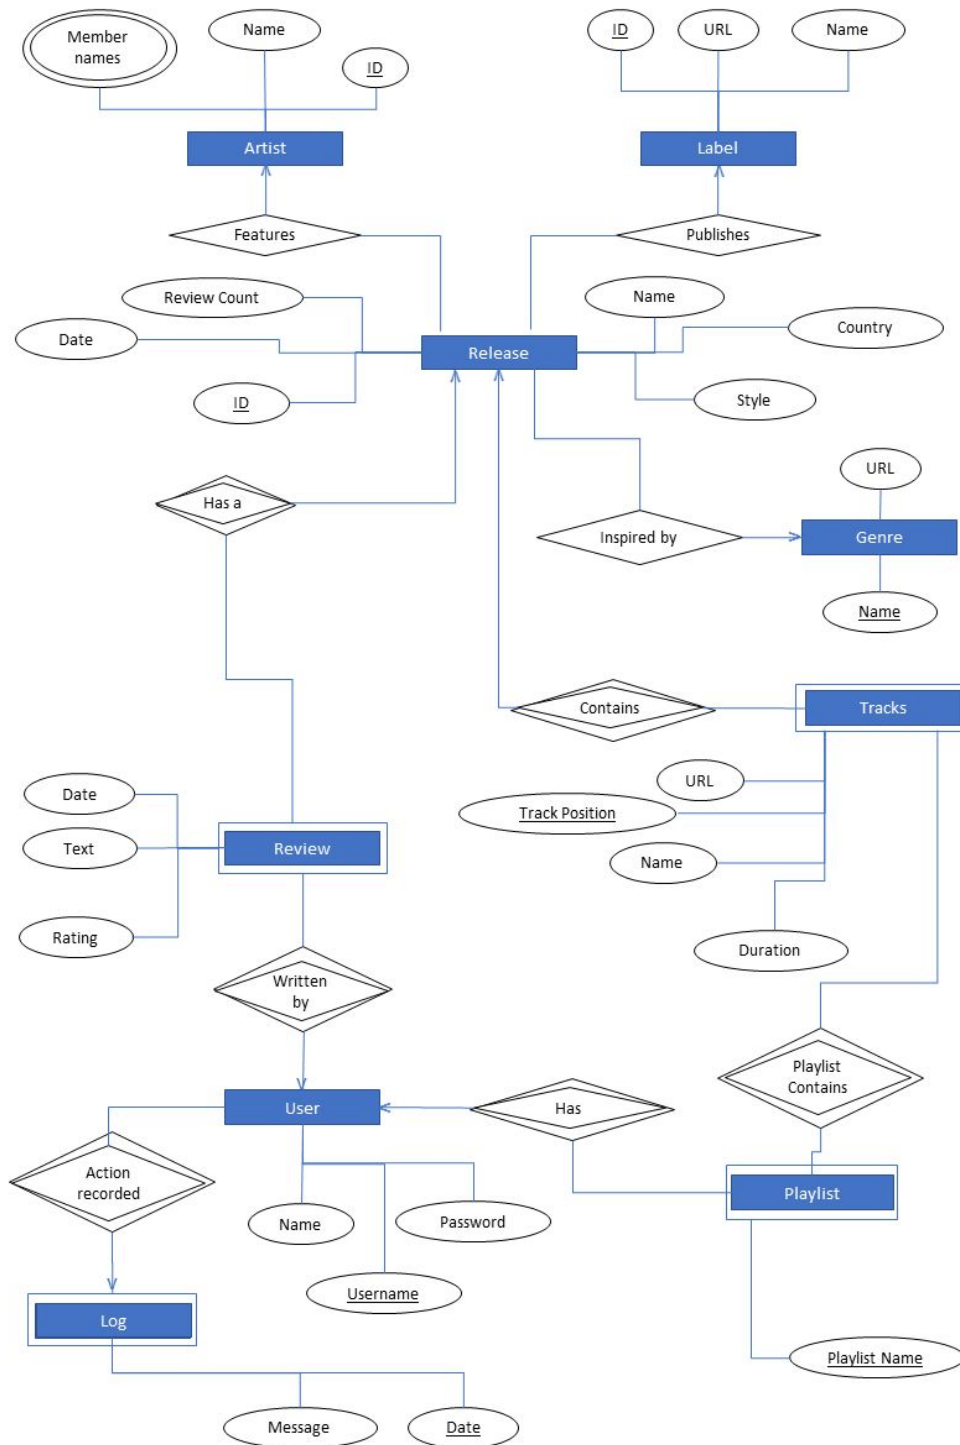 Member
names
Name
ID
ID
URL
Name
Artist
Label
Features
Publishes
Review Count
Name
Date
Country
Release
ID
Style
URL
Has a
Inspired by
Genre
Name
Contains
Tracks
URL
Date
Track Position
Text
Review
Name
Rating
Duration
Written
by
Playlist
Contains
User
Has
Action
recorded
Playlist
Name
Password
Username
Log
Playlist Name
Message
Date